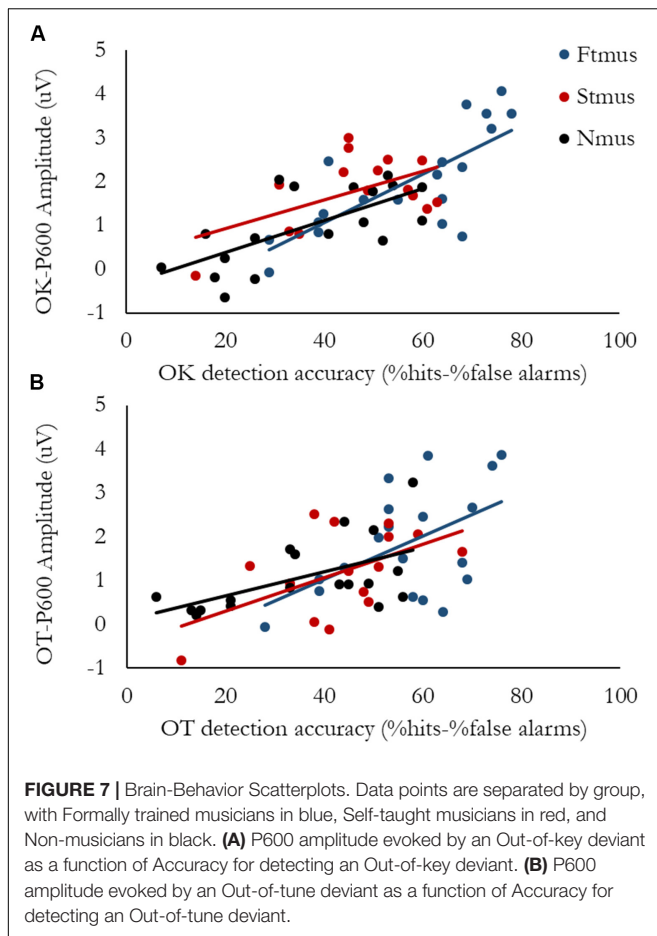 A
OK-P600 Amplitude (uV)
5
4
3
2
1
0
-1
0 20 40 60 80 100
OK detection accuracy (%hits-%false alarms)
Ftmus
Stmus
Nmus
B
OT-P600 Amplitude (uV)
5
4
3
2
1
0
-1
0 20 40 60 80 100
OT detection accuracy (%hits-%false alarms)
FIGURE 7 | Brain-Behavior Scatterplots. Data points are separated by group,
with Formally trained musicians in blue, Self-taught musicians in red, and
Non-musicians in black. (A) P600 amplitude evoked by an Out-of-key deviant
as a function of Accuracy for detecting an Out-of-key deviant. (B) P600
amplitude evoked by an Out-of-tune deviant as a function of Accuracy for
detecting an Out-of-tune deviant.